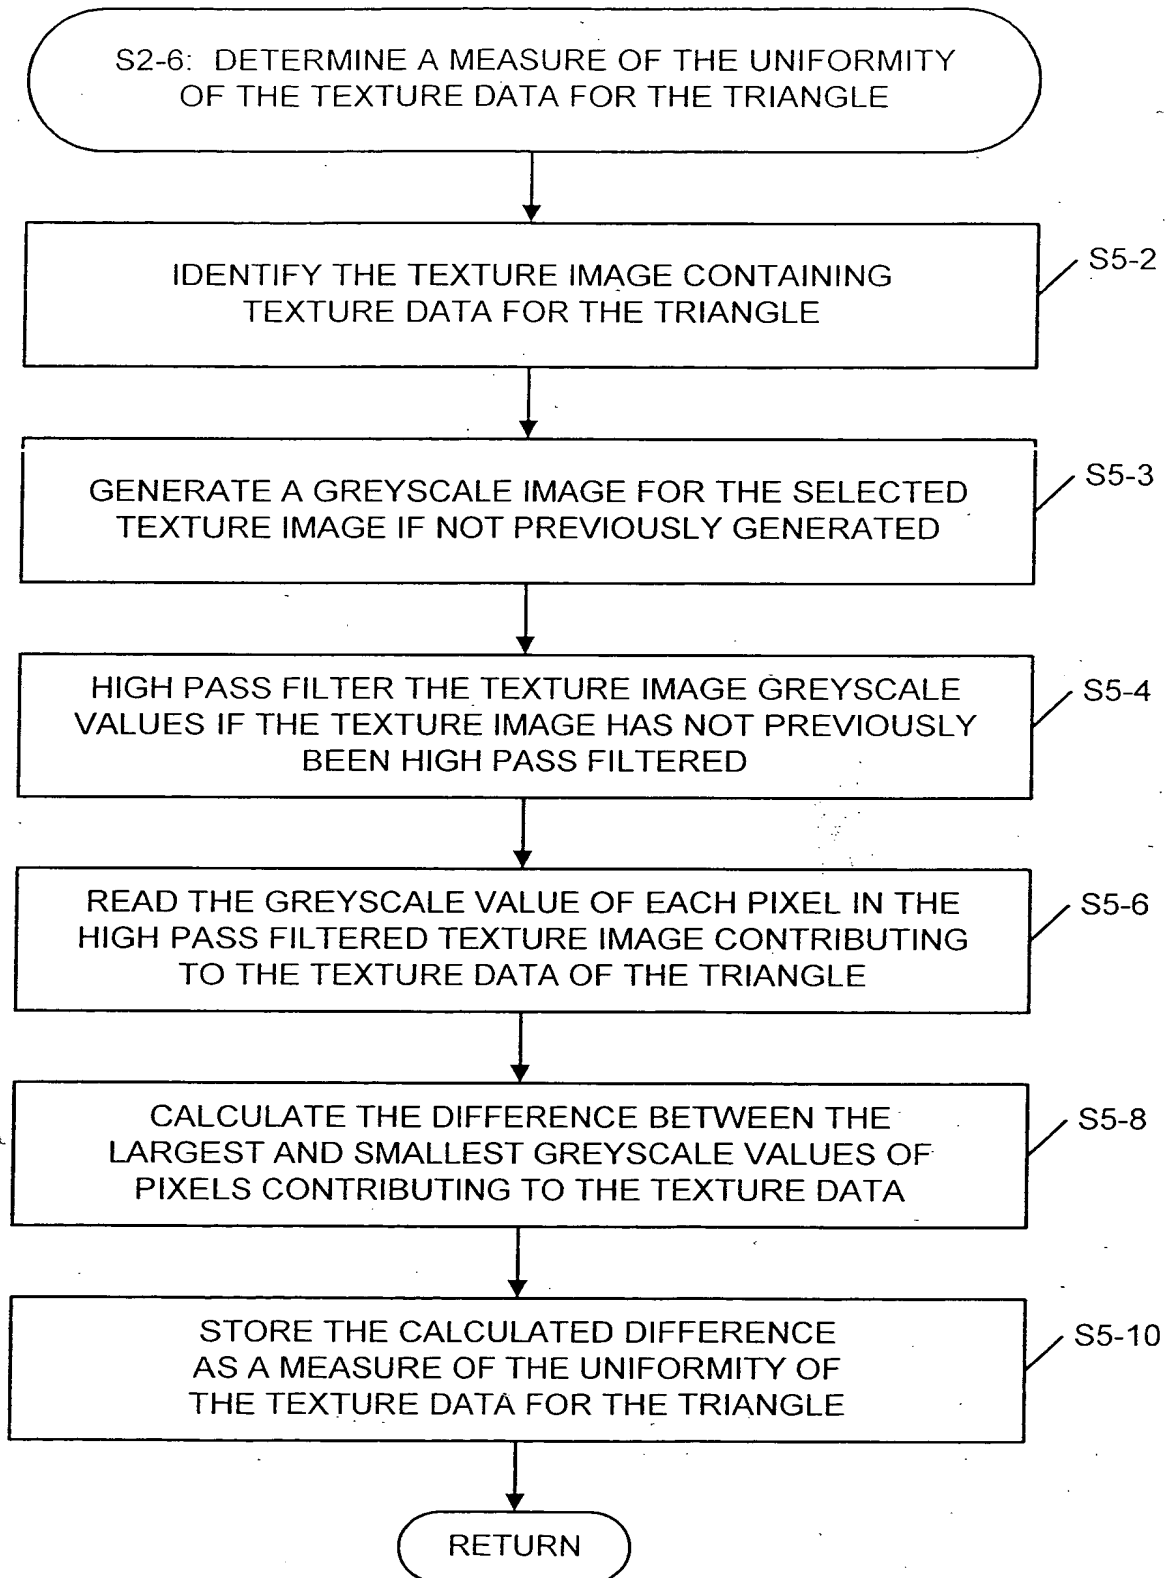 S2-6: DETERMINE A MEASURE OF THE UNIFORMITY
OF THE TEXTURE DATA FOR THE TRIANGLE
IDENTIFY THE TEXTURE IMAGE CONTAINING
TEXTURE DATA FOR THE TRIANGLE
S5-2
GENERATE A GREYSCALE IMAGE FOR THE SELECTED
TEXTURE IMAGE IF NOT PREVIOUSLY GENERATED
S5-3
HIGH PASS FILTER THE TEXTURE IMAGE GREYSCALE
VALUES IF THE TEXTURE IMAGE HAS NOT PREVIOUSLY
BEEN HIGH PASS FILTERED
S5-4
READ THE GREYSCALE VALUE OF EACH PIXEL IN THE
HIGH PASS FILTERED TEXTURE IMAGE CONTRIBUTING
TO THE TEXTURE DATA OF THE TRIANGLE
S5-6
CALCULATE THE DIFFERENCE BETWEEN THE
LARGEST AND SMALLEST GREYSCALE VALUES OF
PIXELS CONTRIBUTING TO THE TEXTURE DATA
S5-8
STORE THE CALCULATED DIFFERENCE
AS A MEASURE OF THE UNIFORMITY OF
THE TEXTURE DATA FOR THE TRIANGLE
S5-10
RETURN